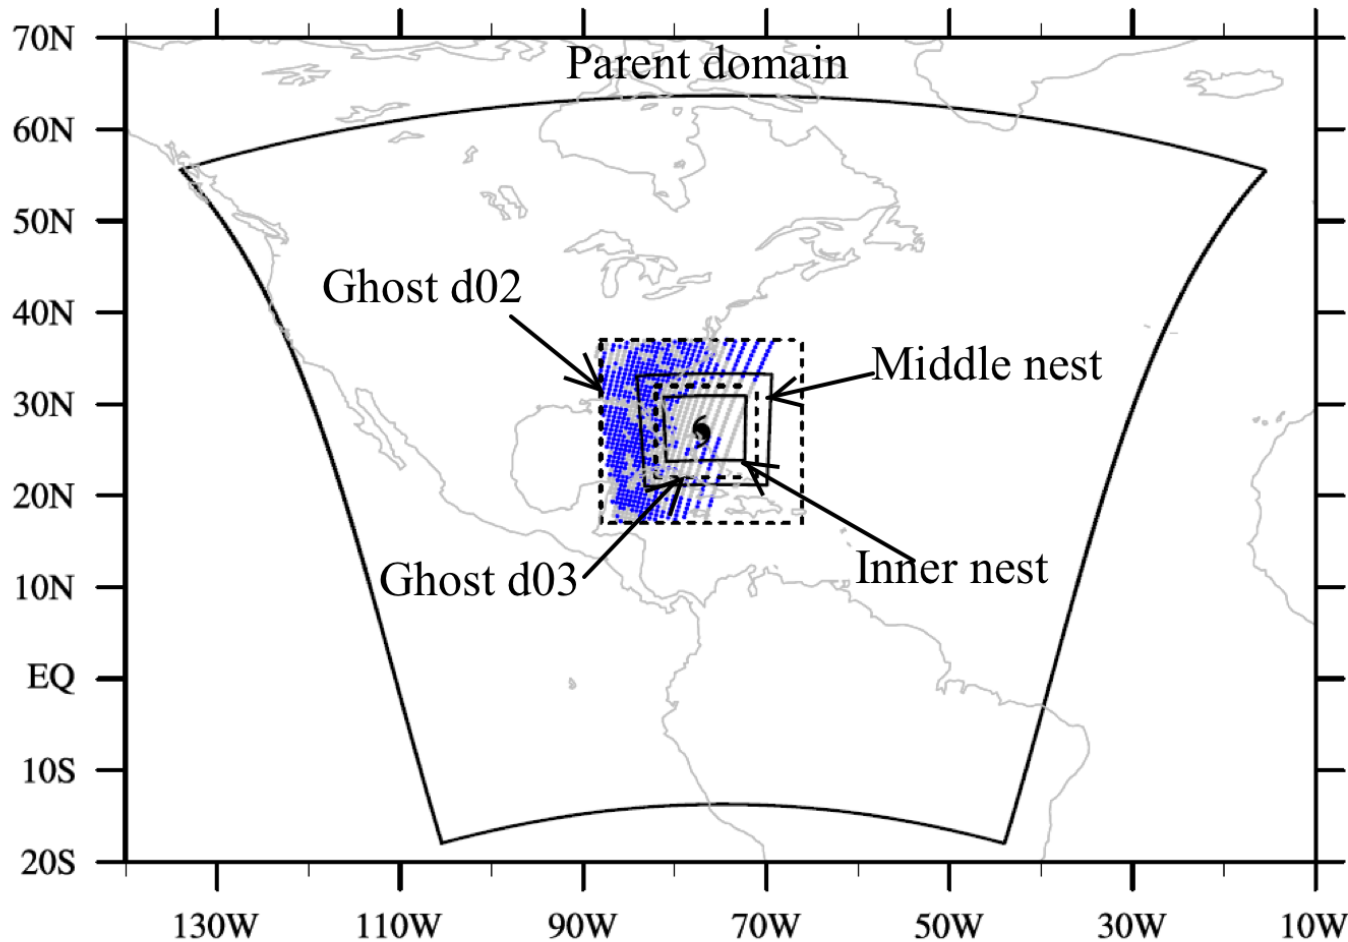 70N
Parent domain
60N
50N
Ghost d02
40N
Middle nest
30N
20N
Ghost d03
Inner nest
10N
EQ
10S
20S
130W 110W 90W 70W 50W 30W 10W